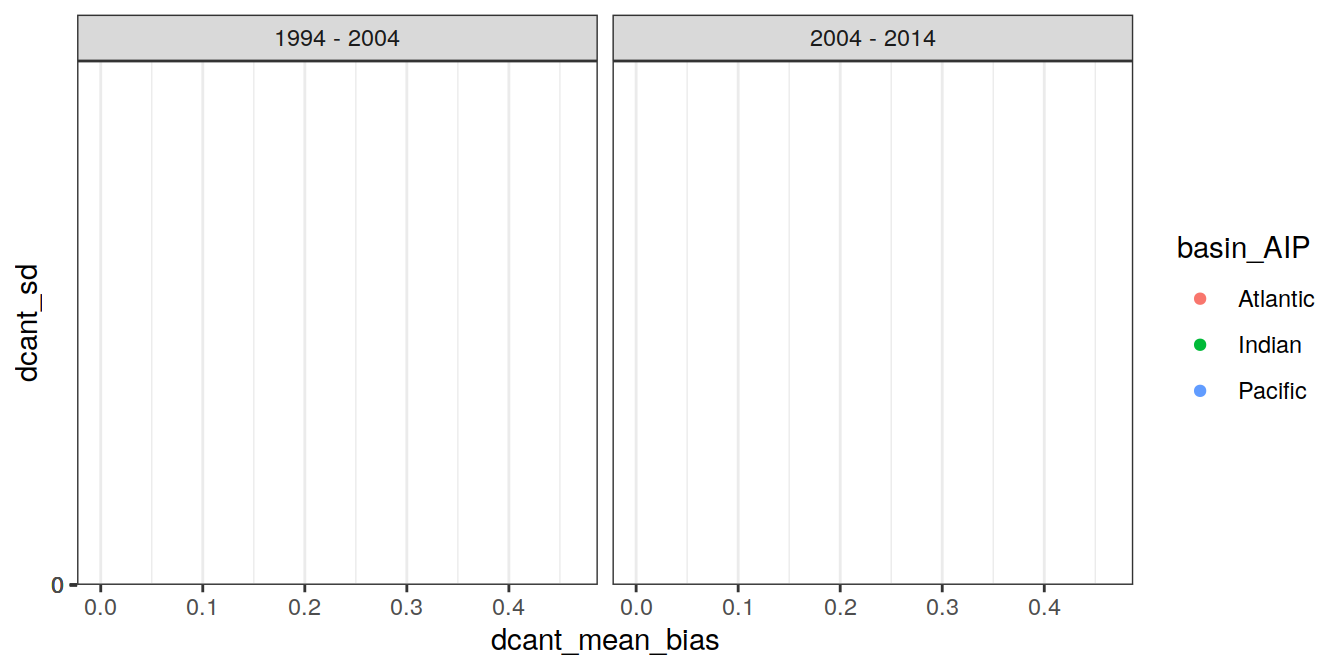 1994 - 2004
2004 - 2014
dcant_sd
0
0.0 0.1 0.2 0.3 0.4
0.0 0.1 0.2 0.3 0.4
dcant_mean_bias
basin_AIP
Atlantic
Indian
Pacific